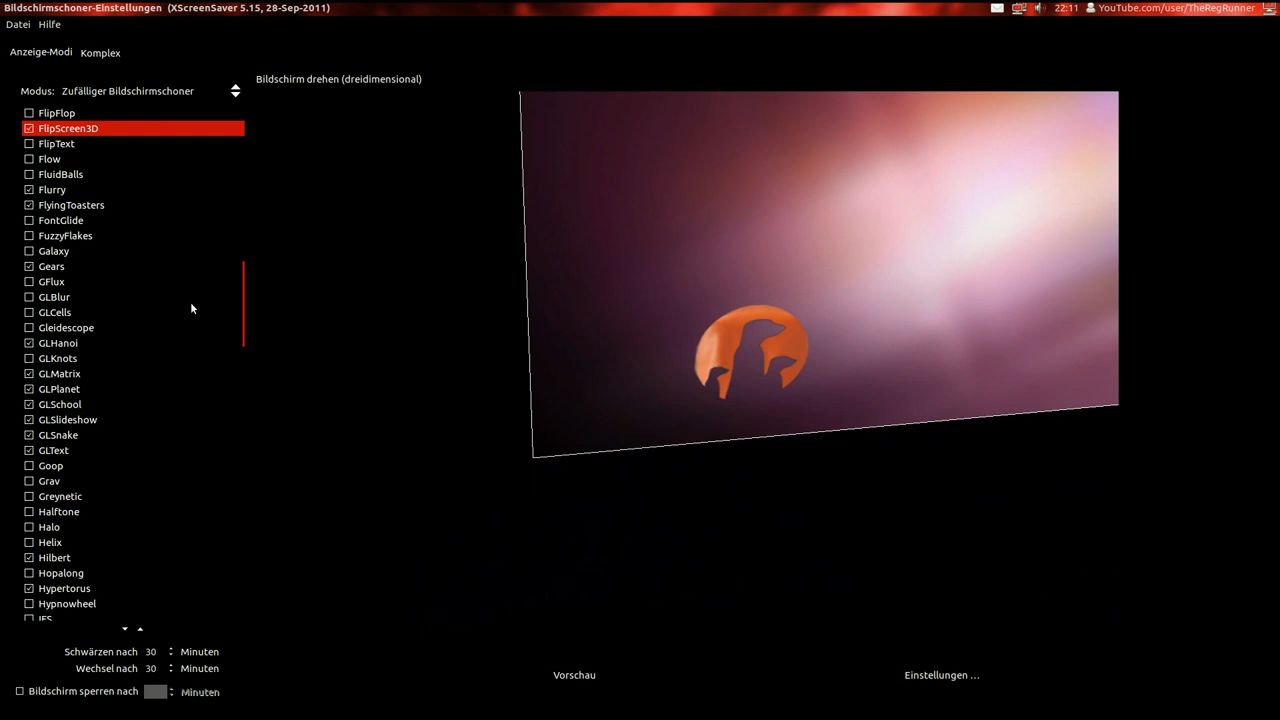 Bildschirmschoner-Einstellungen (XScreenSaver 5.15, 28-Sep-2011)
22:11 YouTube.com/user/TheRegRunner
Datei Hilfe
Anzeige-Modi Komplex
Modus: Zufälliger Bildschirmschoner
Bildschirm drehen (dreidimensional)
FlipFlop
FlipScreen3D
FlipText
Flow
FluidBalls
Flurry
FlyingToasters
FontGlide
FuzzyFlakes
Galaxy
Gears
GFlux
GLBlur
GLCells
Gleidescope
GLHanoi
GLKnots
GLMatrix
GLPlanet
GLSchool
GLSlideshow
GLSnake
GLText
Goop
Grav
Greynetic
Halftone
Halo
Helix
Hilbert
Hopalong
Hypertorus
Hypnowheel
IFS
Schwärzen nach 30 Minuten
Wechsel nach 30 Minuten
Bildschirm sperren nach Minuten
Vorschau
Einstellungen ...